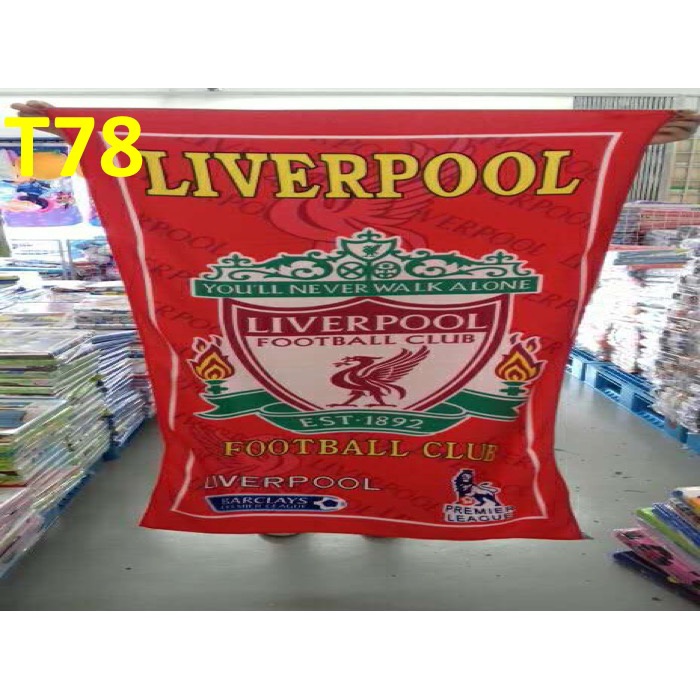 T78
LIVERPOOL
YOU'LL NEVER WALK ALONE
LIVERPOOL
FOOTBALL CLUB
EST·1892
FOOTBALL CLUB
LIVERPOOL
BARCLAYS
PREMIER LEAGUE
PREMIER
LEAGUE